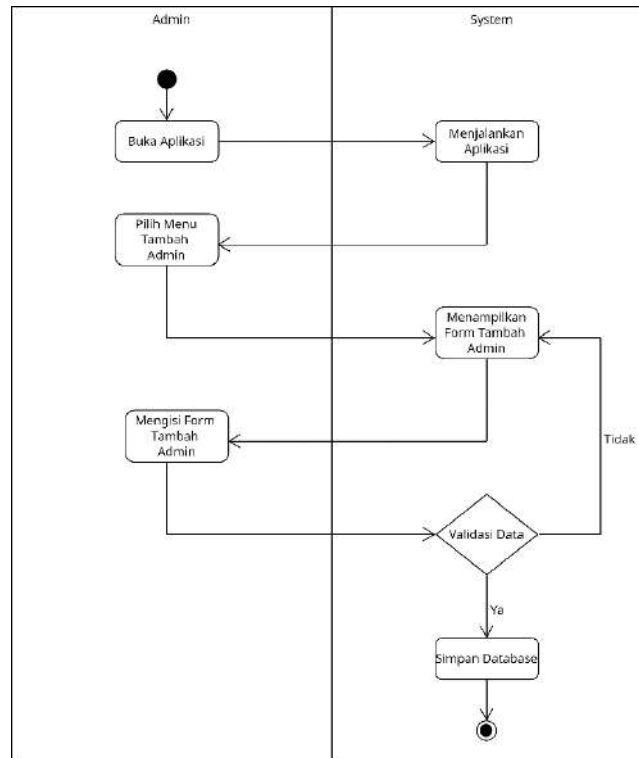 Admin
System
Buka Aplikasi
Menjalankan
Aplikasi
Pilih Menu
Tambah
Admin
Menampilkan
Form Tambah
Admin
Mengisi Form
Tambah
Admin
Tidak
Validasi Data
Ya
Simpan Database